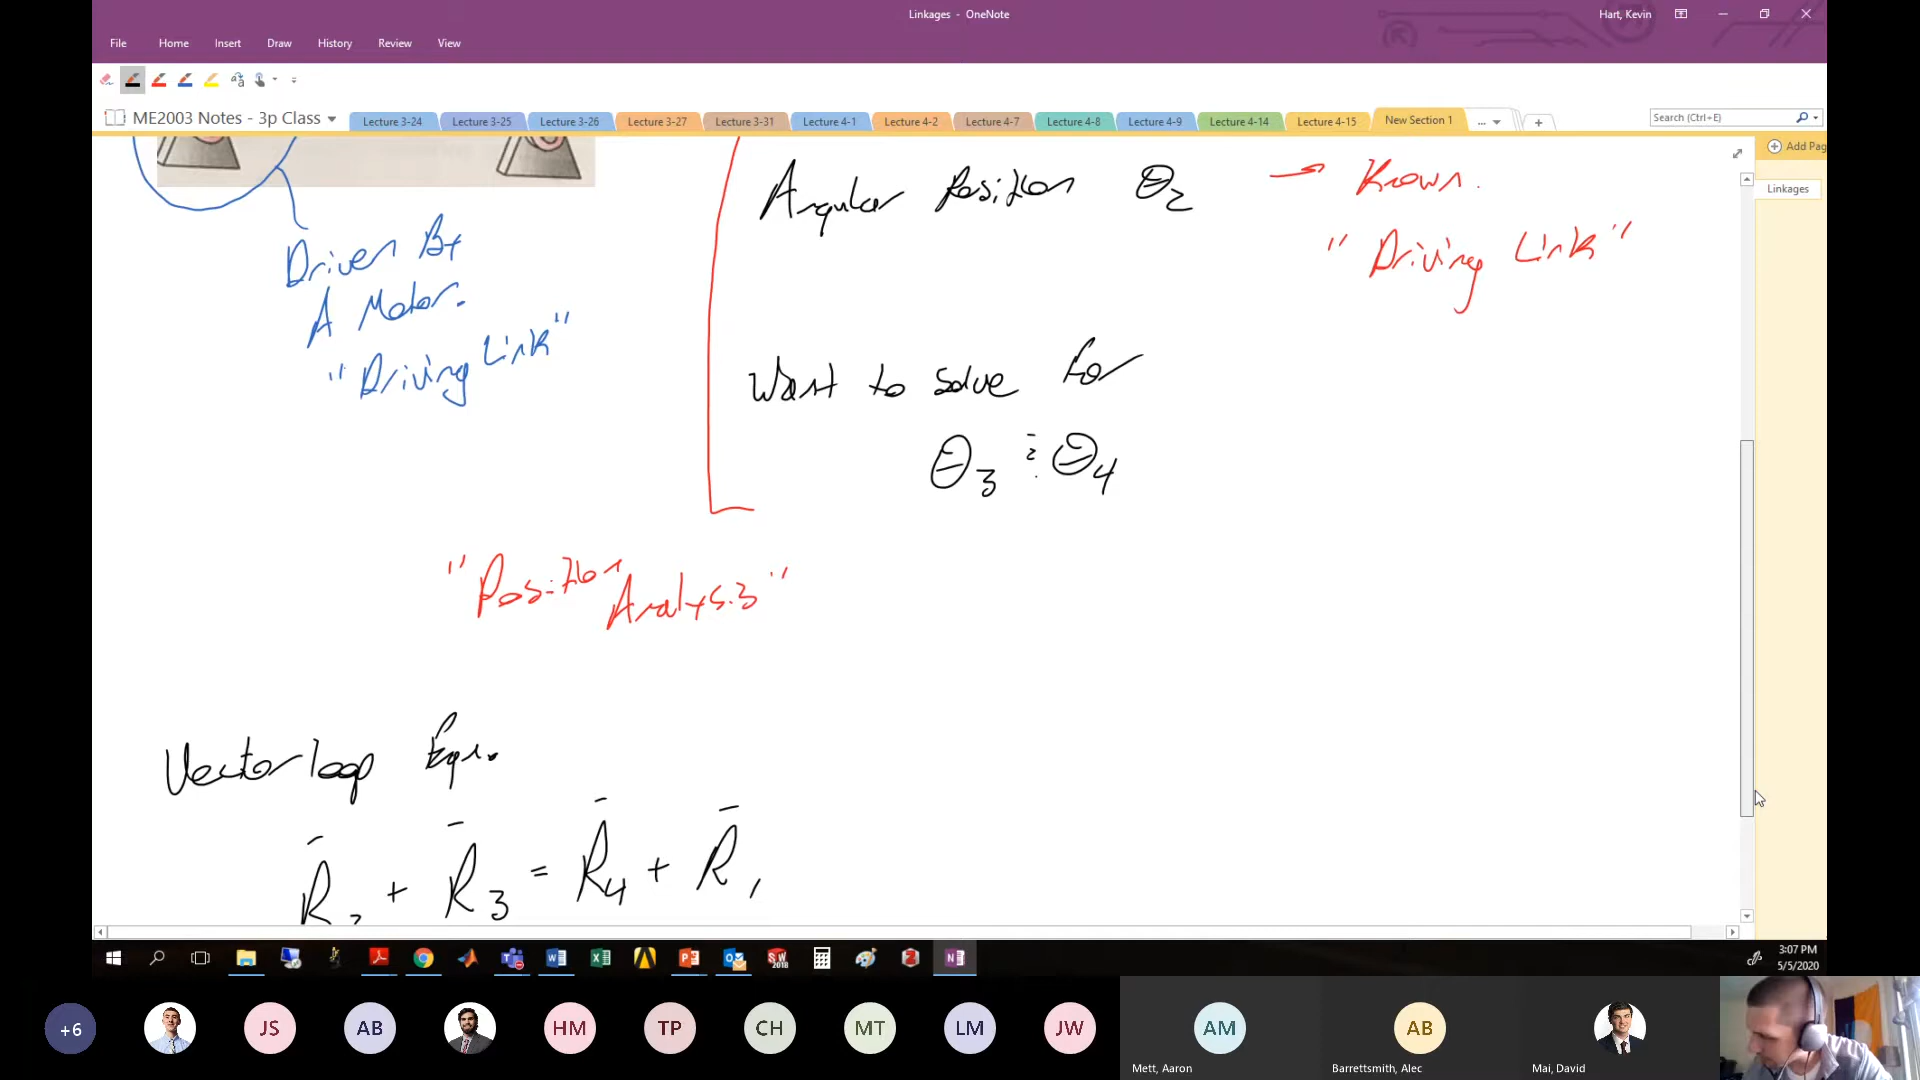 Linkages - OneNote
Hart, Kevin
File Home Insert Draw History Review View
ME2003 Notes - 3p Class
Lecture 3-24 Lecture 3-25 Lecture 3-26 Lecture 3-27 Lecture 3-31 Lecture 4-1 Lecture 4-2 Lecture 4-7 Lecture 4-8 Lecture 4-9 Lecture 4-14 Lecture 4-15 New Section 1 ...
Search (Ctrl+E)
Add Pag
Linkages
Angular Position Θ2 → Known.
"Driving Link"
Driven By
A Motor.
"Driving Link"
Want to solve for
Θ3 & Θ4
"Position
Analysis"
Vector loop Eqn.
R̄2 + R̄3 = R̄4 + R̄1
3:07 PM
5/5/2020
+6 JS AB HM TP CH MT LM JW AM AB
Mett, Aaron Barrettsmith, Alec Mai, David